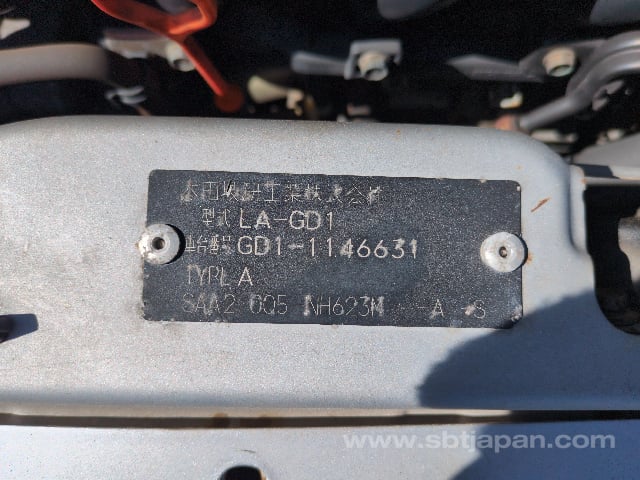 本田技研工業株式会社
型式 LA-GD1
車台番号 GD1-1146631
TYPE A
SAA2 005 NH623M -A -S
www.sbtjapan.com